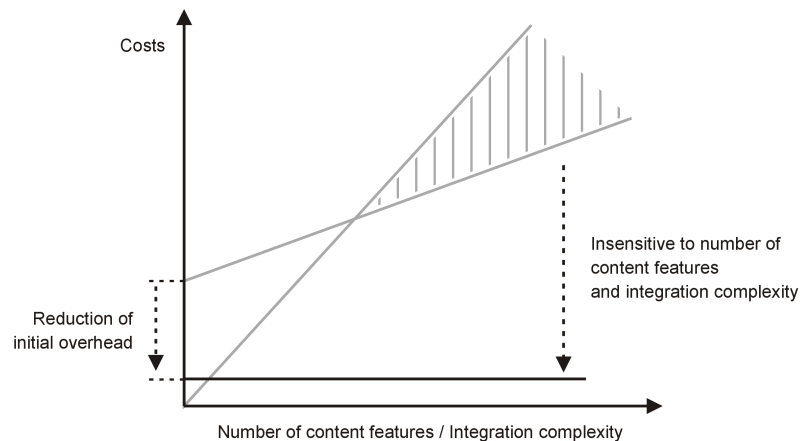 Costs
Insensitive to number of
content features
and integration complexity
Reduction of
initial overhead
Number of content features / Integration complexity